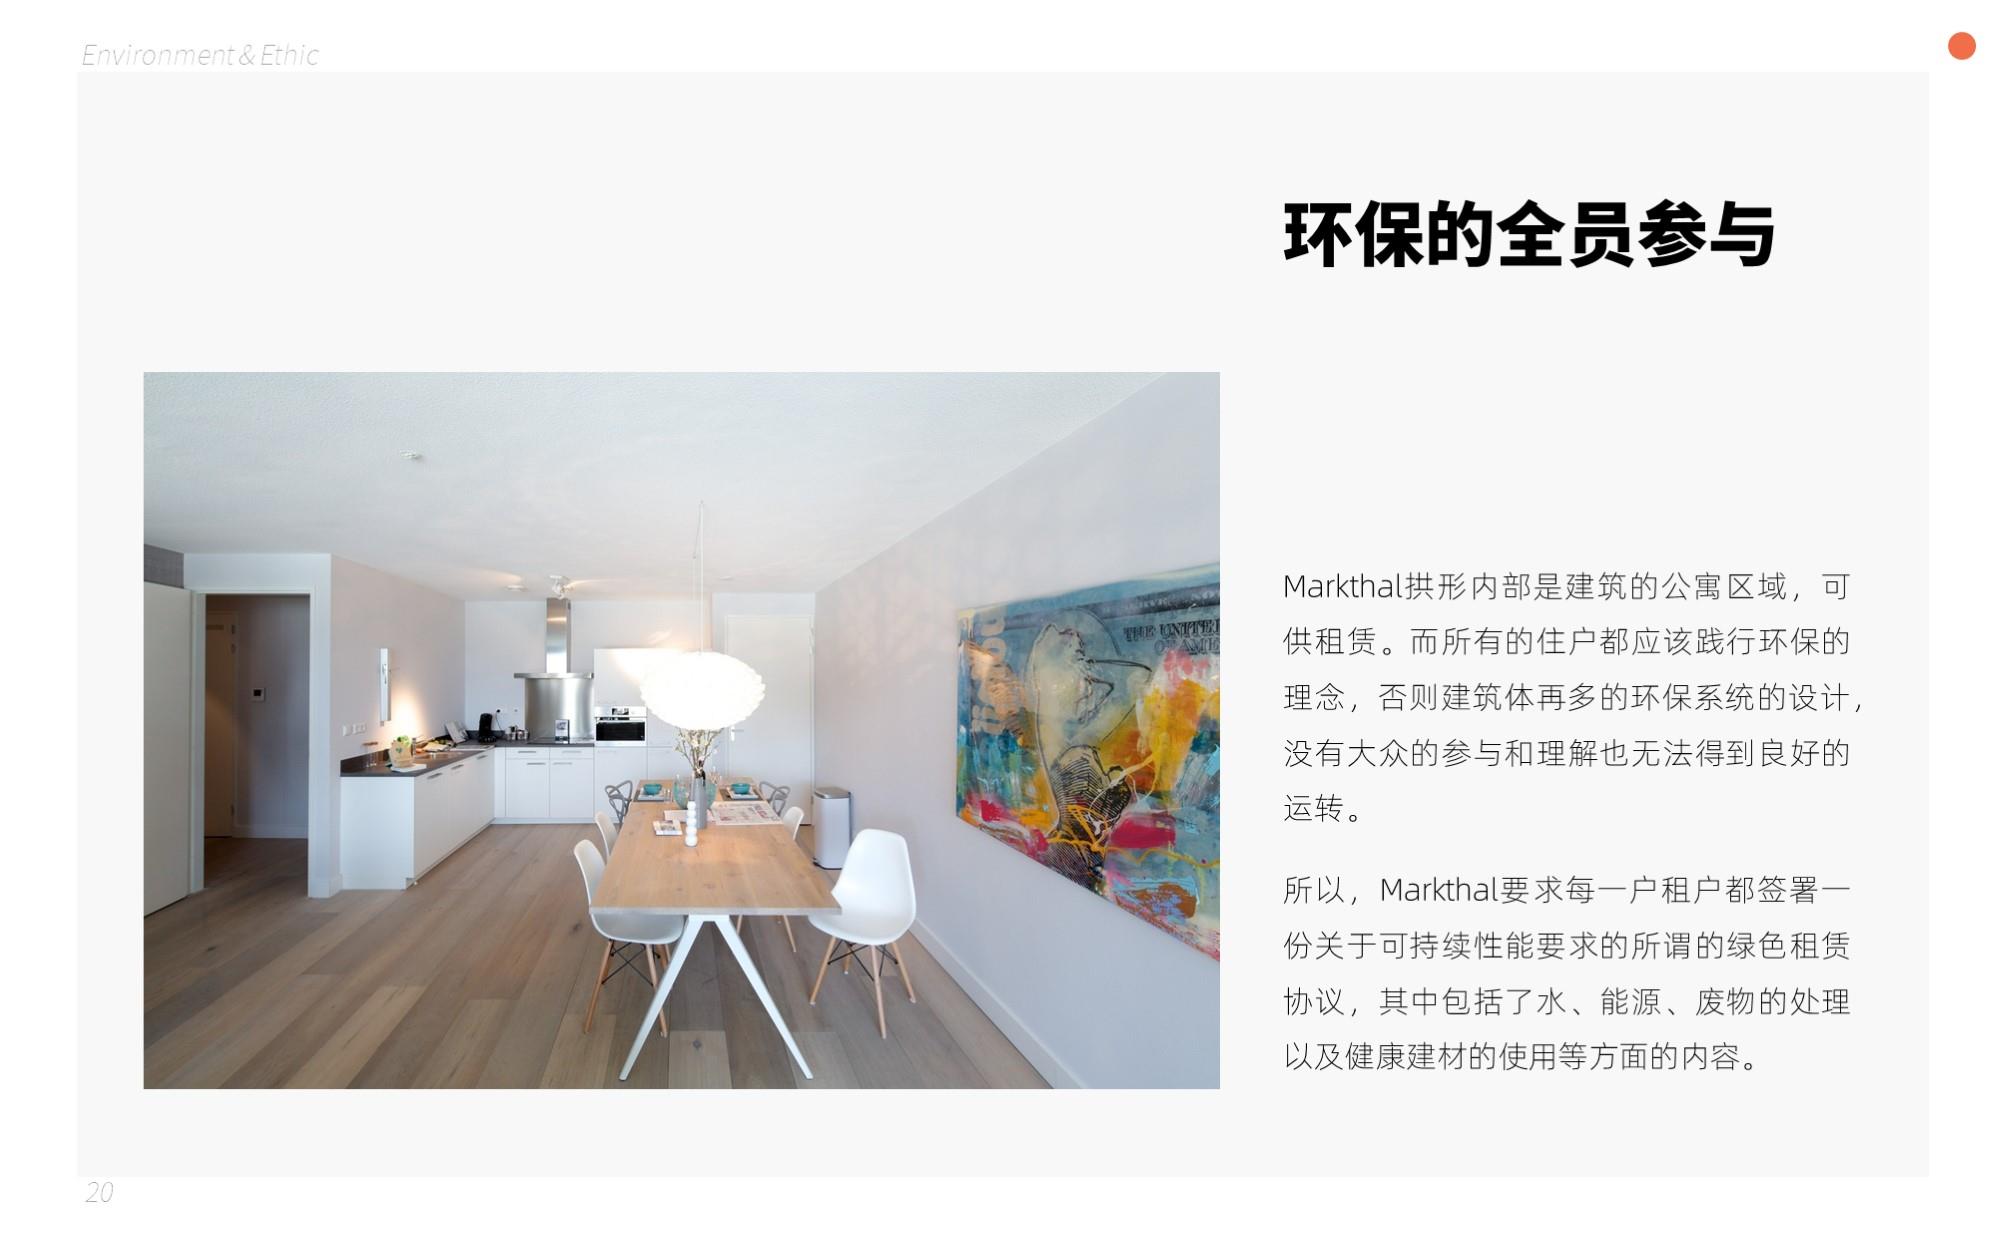 Environment & Ethic
环保的全员参与
THE UNITED
OF AME
Markthal拱形内部是建筑的公寓区域，可
供租赁。而所有的住户都应该践行环保的
理念，否则建筑体再多的环保系统的设计，
没有大众的参与和理解也无法得到良好的
运转。
所以，Markthal要求每一户租户都签署一
份关于可持续性能要求的所谓的绿色租赁
协议，其中包括了水、能源、废物的处理
以及健康建材的使用等方面的内容。
20